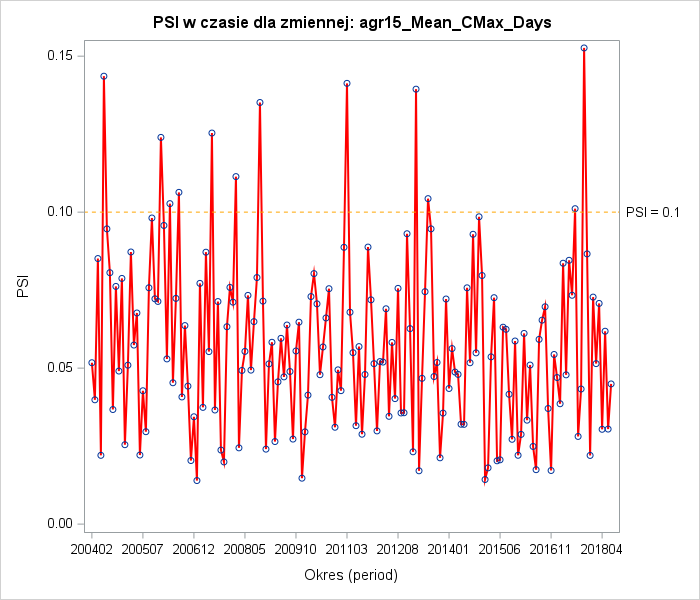 PSI w czasie dla zmiennej: agr15_Mean_CMax_Days
0.15
0.10
PSI = 0.1
PSI
0.05
0.00
200402 200507 200612 200805 200910 201103 201208 201401 201506 201611 201804
Okres (period)